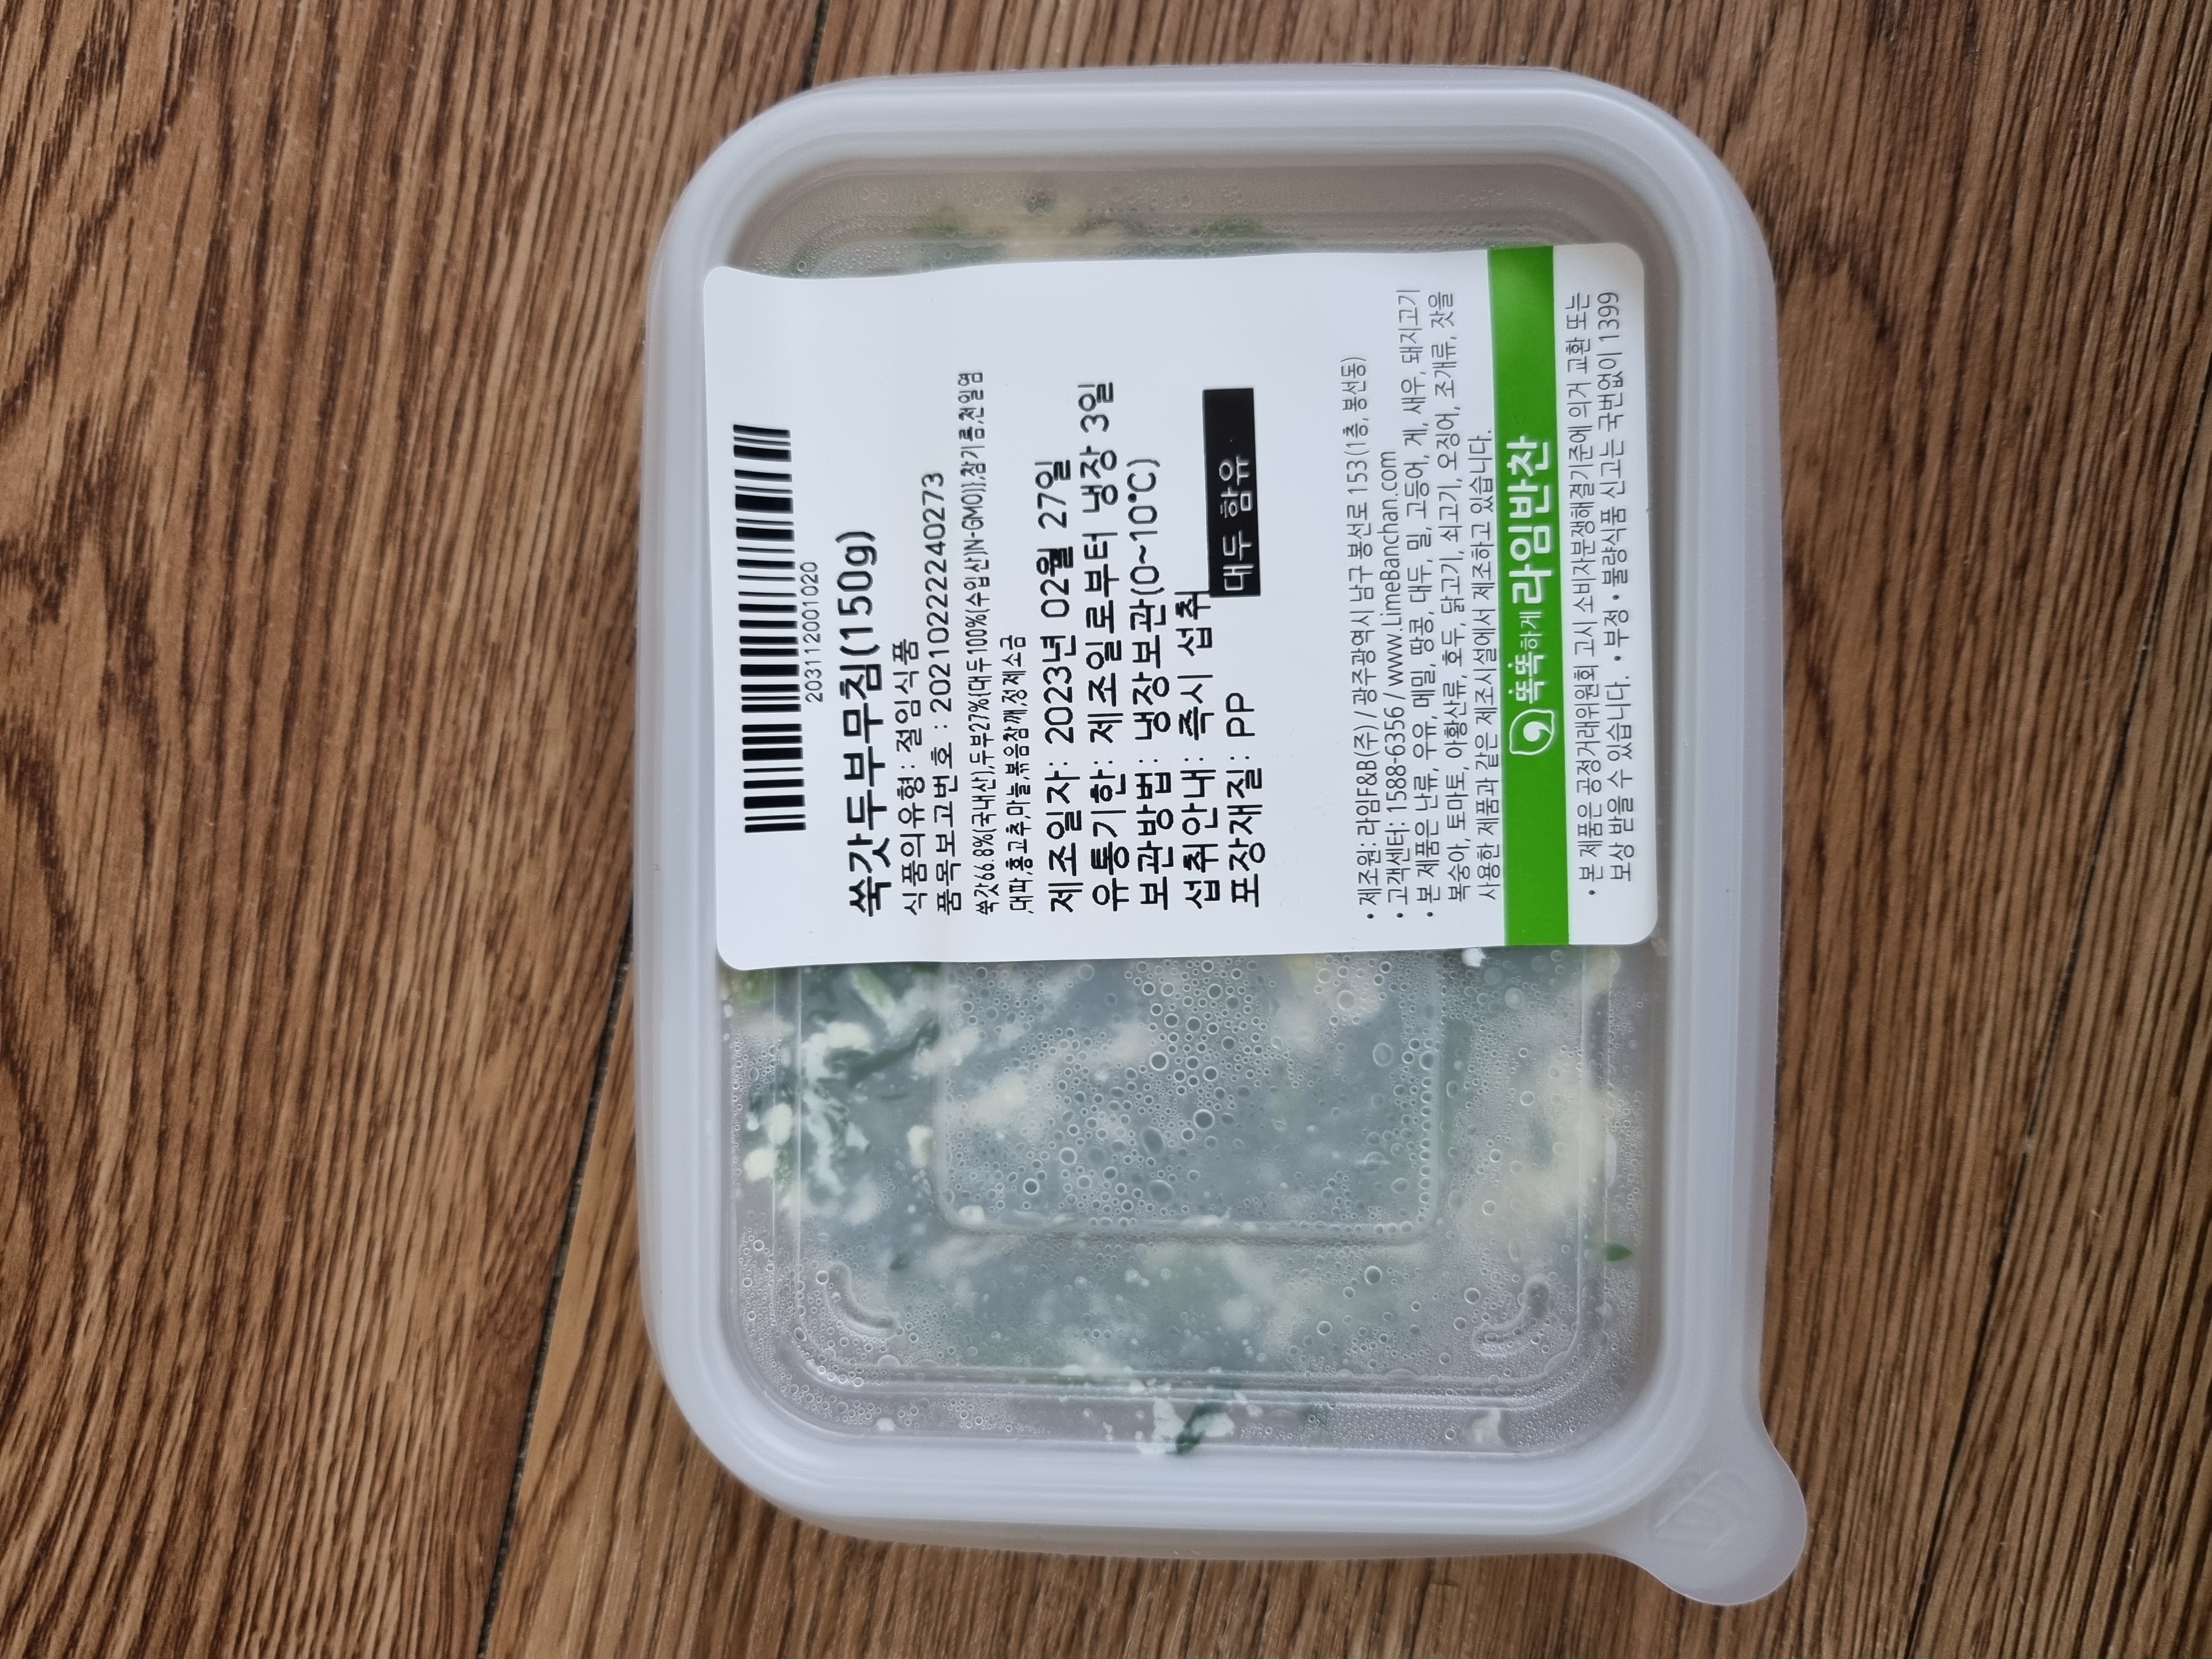 203112001020
쑥갓두부무침(150g)
식품의유형: 절임식품
품목보고번호 : 20210222240273
쑥갓66.8%(국내산),두부27%(대두100%(수입산)N-GMO)},참기름,천일염
,대파,홍고추,마늘,볶음참깨,정제소금
제조일자: 2023년 02월 27일
유통기한: 제조일로부터 냉장 3일
보관방법: 냉장보관(0~10℃)
섭취안내: 즉시 섭취
포장재질: PP
대두 함유
• 제조원: 라임F&B(주) / 광주광역시 남구 봉선로 153 (1층, 봉선동)
• 고객센터: 1588-6356 / www.LimeBanchan.com
• 본 제품은 난류, 우유, 메밀, 땅콩, 대두, 밀, 고등어, 게, 새우, 돼지고기
복숭아, 토마토, 아황산류, 호두, 닭고기, 쇠고기, 오징어, 조개류, 잣을
사용한 제품과 같은 제조시설에서 제조하고 있습니다.
똑똑하게 라임반찬
• 본 제품은 공정거래위원회 고시 소비자분쟁해결기준에 의거 교환 또는
보상 받을 수 있습니다. • 부정 • 불량식품 신고는 국번없이 1399